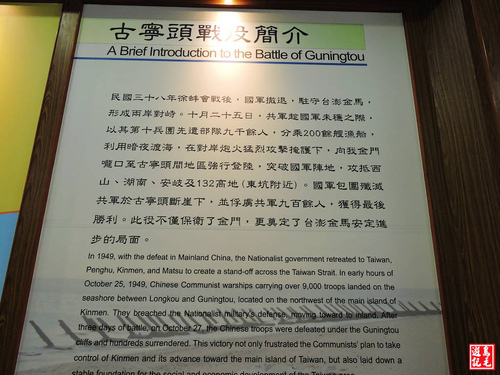 古寧頭戰役簡介
A Brief Introduction to the Battle of Guningtou
民國三十八年徐蚌會戰後，國軍撤退，駐守台澎金馬，
形成兩岸對峙。十月二十五日，共軍趁國軍未穩之際，
以其第十兵團先遣部隊九千餘人，分乘200餘艘漁船，
利用暗夜渡海，在對岸炮火猛烈攻擊掩護下，向我金門
嚨口至古寧頭間地區強行登陸，突破國軍陣地，攻抵西
山、湖南、安岐及132高地(東坑附近)。國軍包圍殲滅
共軍於古寧頭斷崖下，並俘虜共軍九百餘人，獲得最後
勝利。此役不僅保衛了金門，更奠定了台澎金馬安定進
步的局面。
In 1949, with the defeat in Mainland China, the Nationalist government retreated to Taiwan,
Penghu, Kinmen, and Matsu to create a stand-off across the Taiwan Strait. In early hours of
October 25, 1949, Chinese Communist warships carrying over 9,000 troops landed on the
seashore between Longkou and Guningtou, located on the northwest of the main island of
Kinmen. They breached the Nationalist military's defense, moving toward to inland. After
three days of battle, on October 27, the Chinese troops were defeated under the Guningtou
cliffs and hundreds surrendered. This victory not only frustrated the Communists' plan to take
control of Kinmen and its advance toward the main island of Taiwan, but also laid down a
stable foundation for the social and economic development of the Taiwan area.